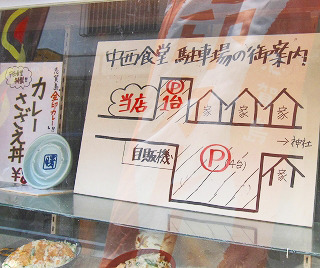 中西食堂 駐車場の御案内!
当店
P
1台
家
家
家
→神社
自販機
P
(4台)
家
カレー
さざえ丼